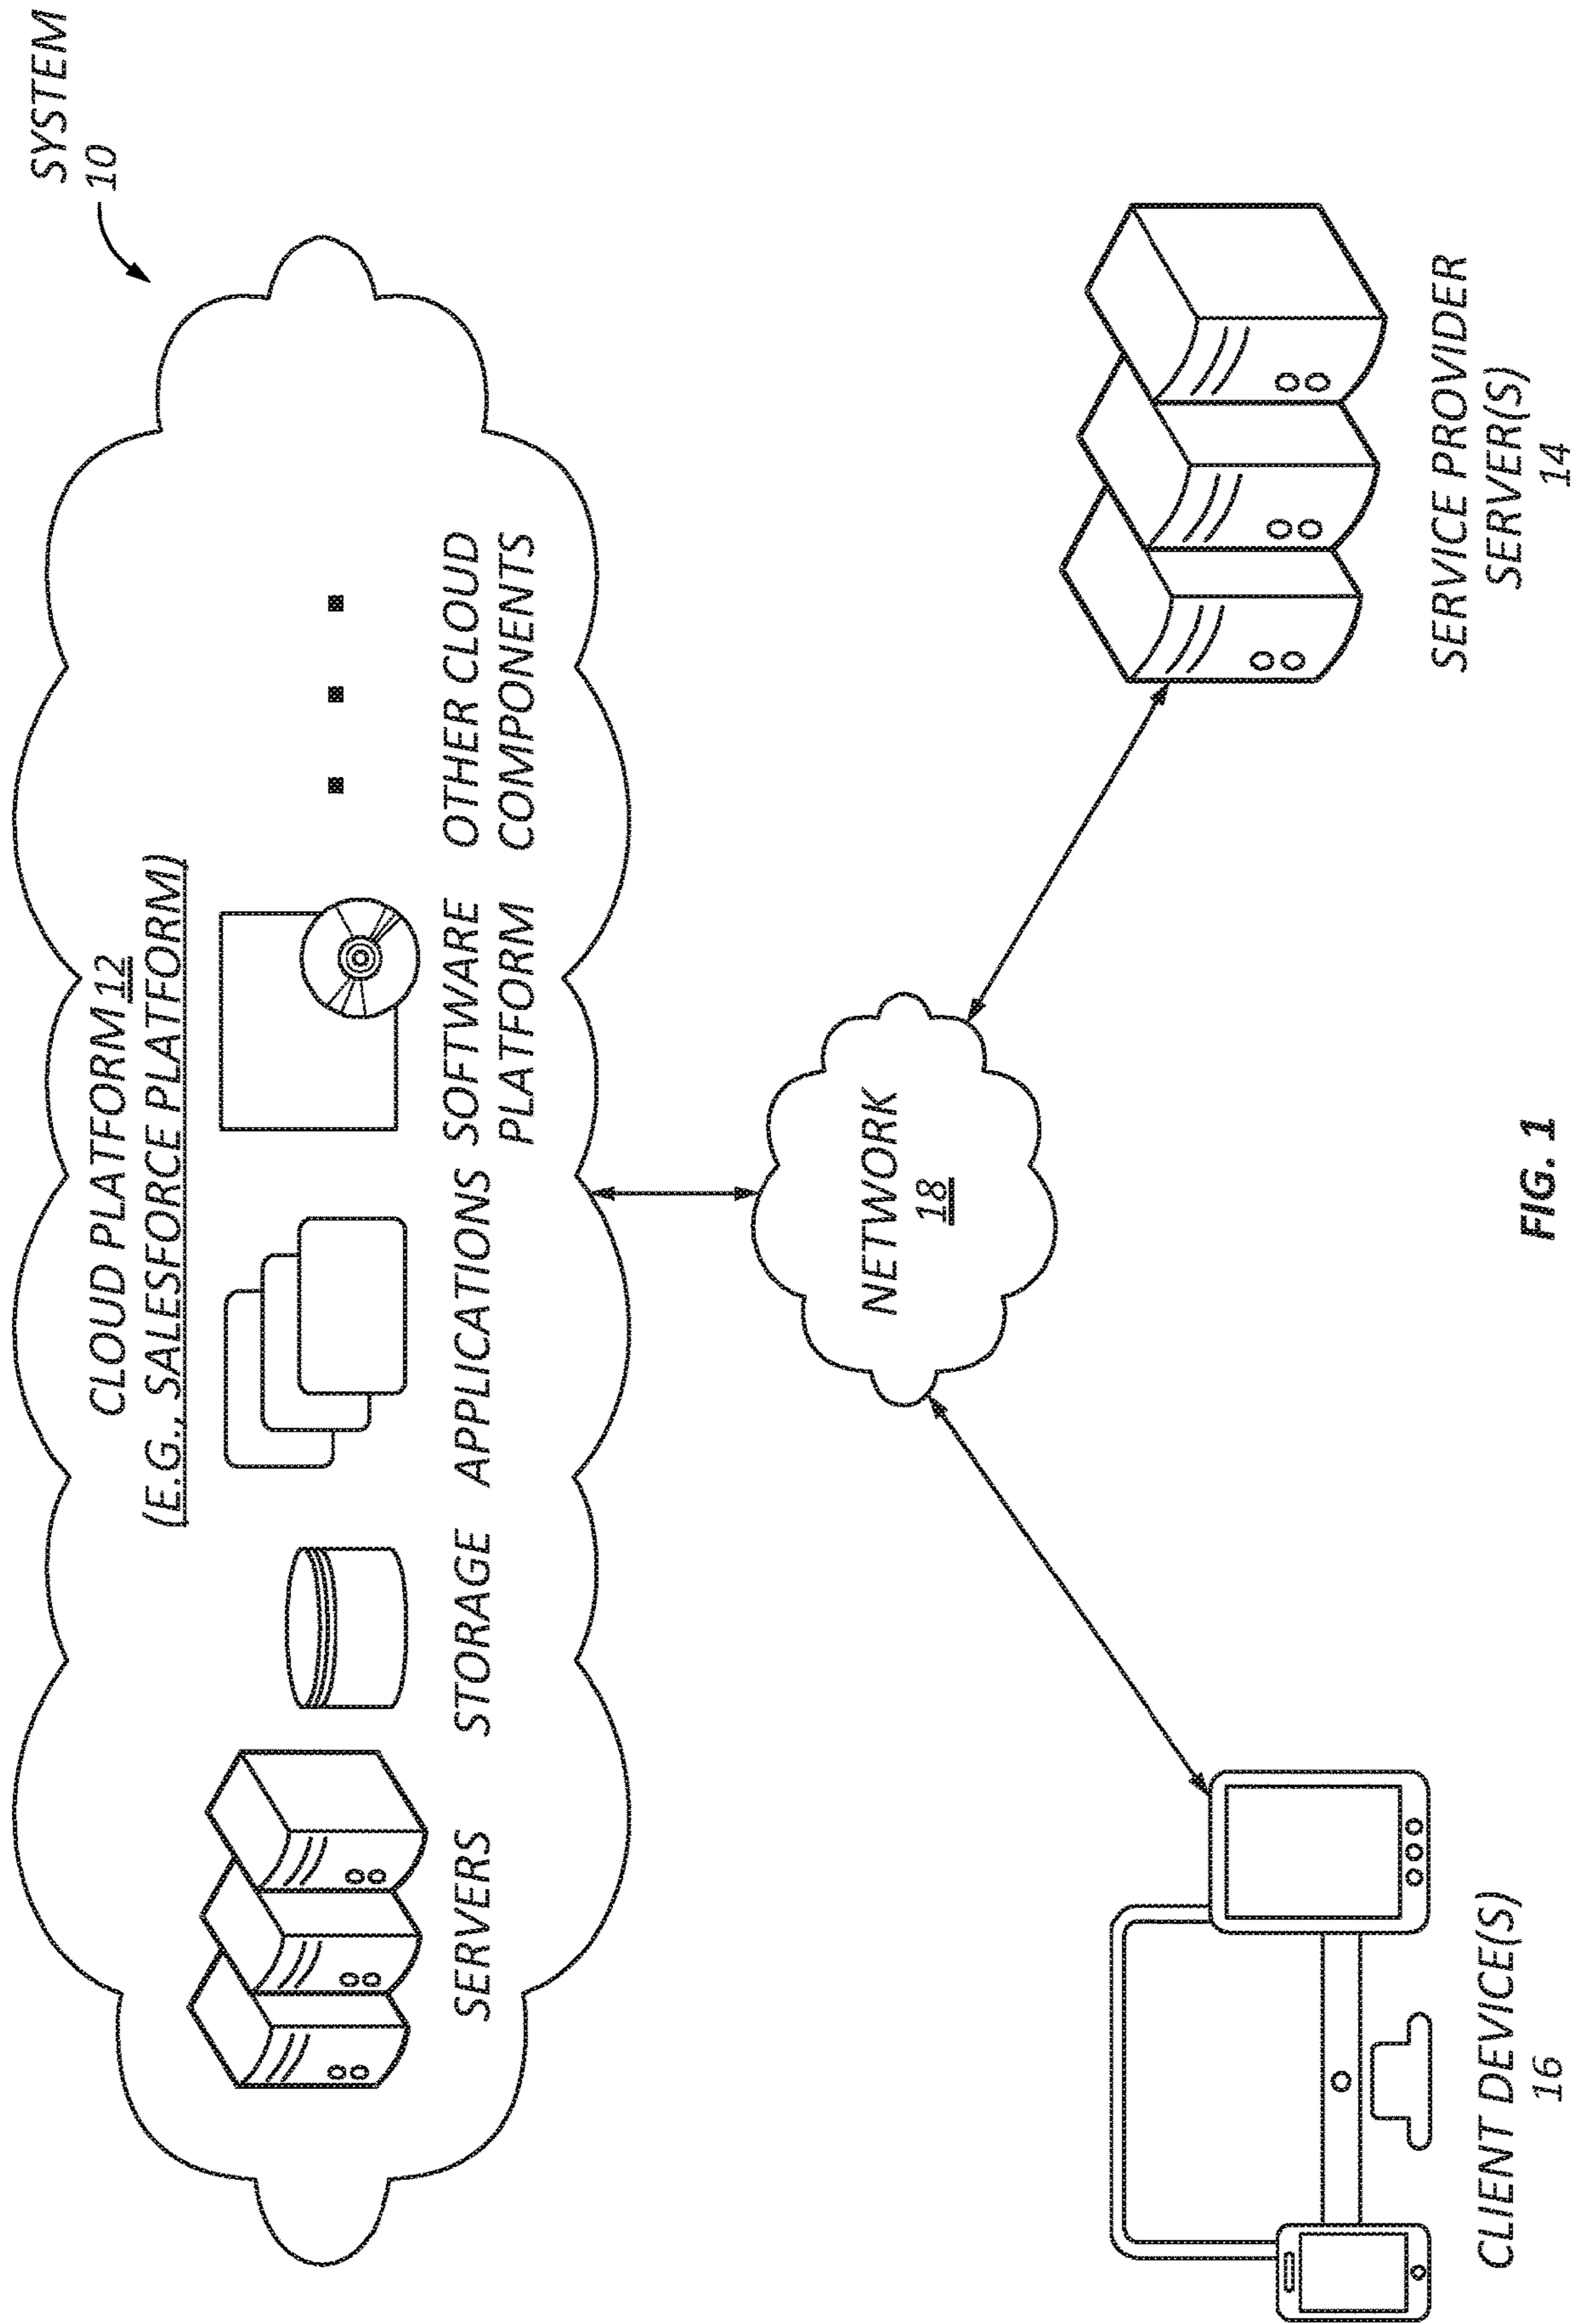 SYSTEM
10
CLOUD PLATFORM 12
(E.G., SALESFORCE PLATFORM)
SERVERS
STORAGE
APPLICATIONS
SOFTWARE
PLATFORM
OTHER CLOUD
COMPONENTS
NETWORK
18
CLIENT DEVICE(S)
16
SERVICE PROVIDER
SERVER(S)
14
FIG. 1